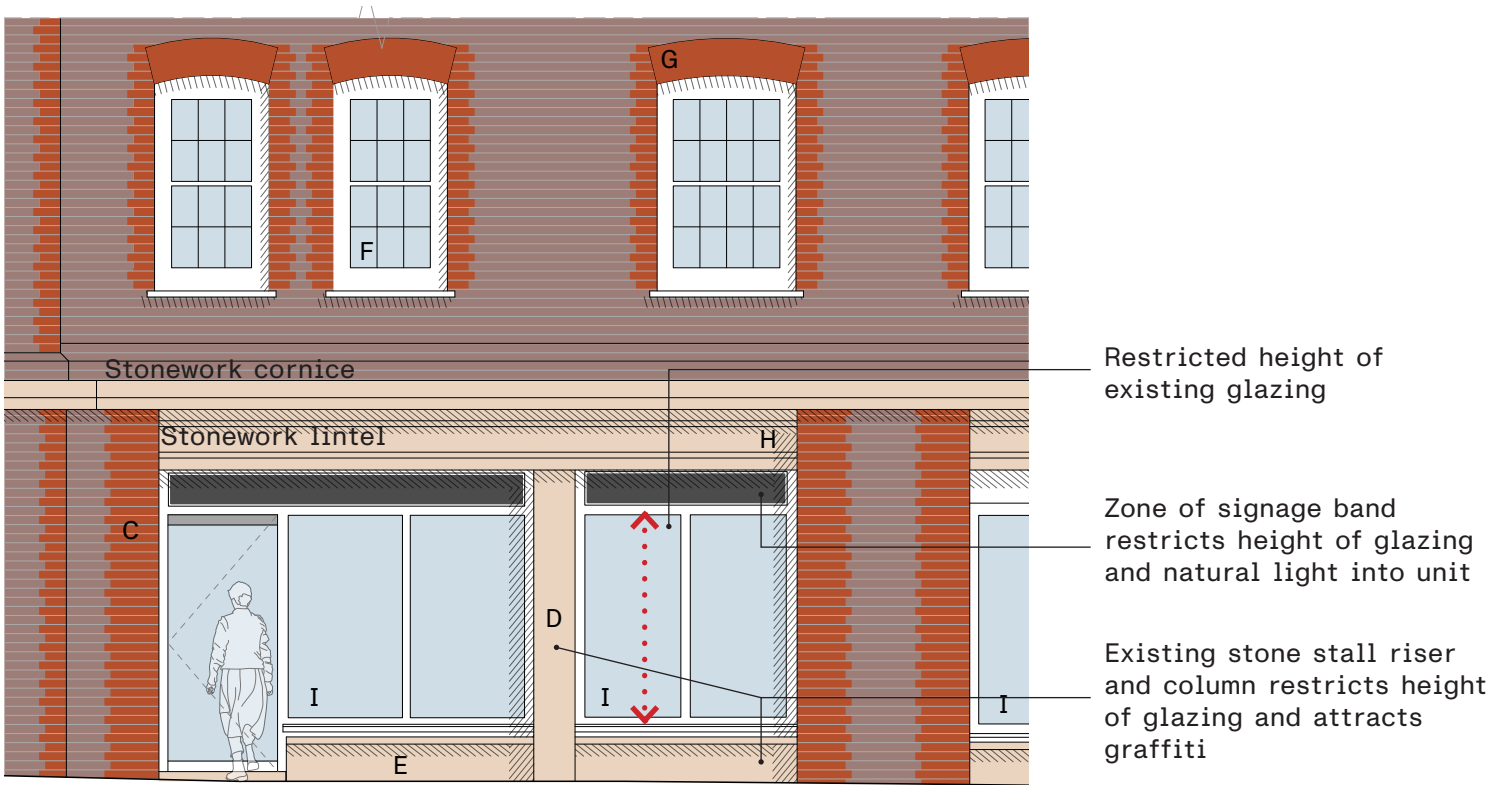 G
F
Stonework cornice
Restricted height of
existing glazing
Stonework lintel
H
Zone of signage band
restricts height of glazing
and natural light into unit
C
D
Existing stone stall riser
and column restricts height
of glazing and attracts
graffiti
I
I
I
E